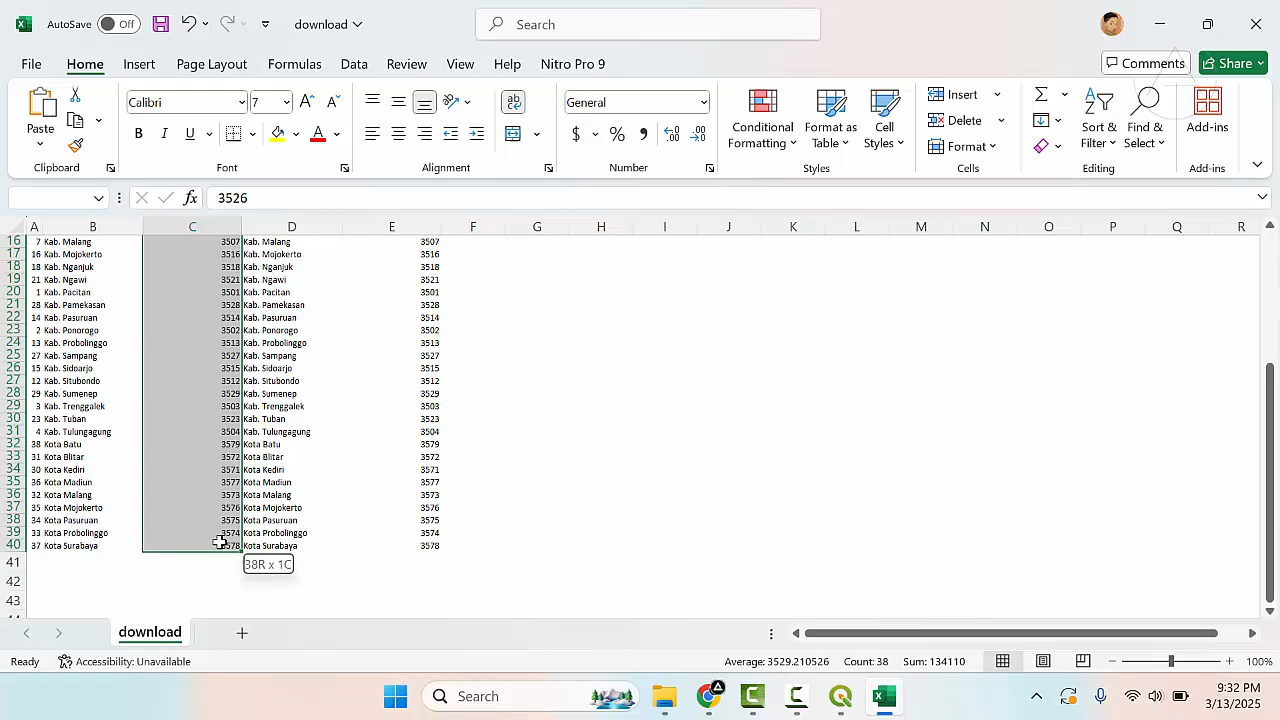 AutoSave Off download Search
File Home Insert Page Layout Formulas Data Review View Help Nitro Pro 9 Comments Share
Paste Calibri 7 A A ab General Insert Σ
B I U A $ % 9 Conditional Formatting Format as Table Cell Styles Delete Sort & Filter Find & Select Add-ins
Format
Clipboard Font Alignment Number Styles Cells Editing Add-ins
fx 3526
A B C D E F G H I J K L M N O P Q R
16 7 Kab. Malang 3507 Kab. Malang 3507
17 16 Kab. Mojokerto 3516 Kab. Mojokerto 3516
18 18 Kab. Nganjuk 3518 Kab. Nganjuk 3518
19 21 Kab. Ngawi 3521 Kab. Ngawi 3521
20 1 Kab. Pacitan 3501 Kab. Pacitan 3501
21 28 Kab. Pamekasan 3528 Kab. Pamekasan 3528
22 14 Kab. Pasuruan 3514 Kab. Pasuruan 3514
23 2 Kab. Ponorogo 3502 Kab. Ponorogo 3502
24 13 Kab. Probolinggo 3513 Kab. Probolinggo 3513
25 27 Kab. Sampang 3527 Kab. Sampang 3527
26 15 Kab. Sidoarjo 3515 Kab. Sidoarjo 3515
27 12 Kab. Situbondo 3512 Kab. Situbondo 3512
28 29 Kab. Sumenep 3529 Kab. Sumenep 3529
29 3 Kab. Trenggalek 3503 Kab. Trenggalek 3503
30 23 Kab. Tuban 3523 Kab. Tuban 3523
31 4 Kab. Tulungagung 3504 Kab. Tulungagung 3504
32 38 Kota Batu 3579 Kota Batu 3579
33 31 Kota Blitar 3572 Kota Blitar 3572
34 30 Kota Kediri 3571 Kota Kediri 3571
35 36 Kota Madiun 3577 Kota Madiun 3577
36 32 Kota Malang 3573 Kota Malang 3573
37 35 Kota Mojokerto 3576 Kota Mojokerto 3576
38 34 Kota Pasuruan 3575 Kota Pasuruan 3575
39 33 Kota Probolinggo 3574 Kota Probolinggo 3574
40 37 Kota Surabaya 3578 Kota Surabaya 3578
41 38R x 1C
42
43
download
Ready Accessibility: Unavailable Average: 3529.210526 Count: 38 Sum: 134110 100%
Search 9:32 PM
3/13/2025